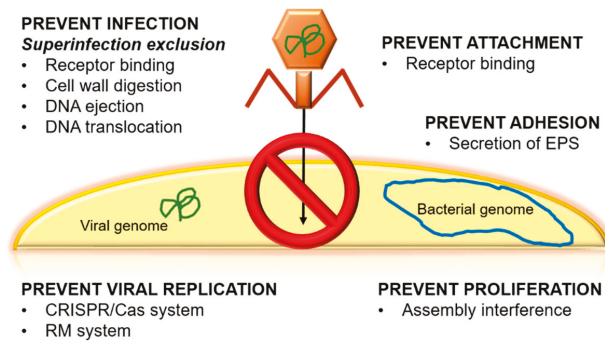 PREVENT INFECTION
Superinfection exclusion
• Receptor binding
• Cell wall digestion
• DNA ejection
• DNA translocation
PREVENT ATTACHMENT
• Receptor binding
PREVENT ADHESION
• Secretion of EPS
Viral genome
Bacterial genome
PREVENT VIRAL REPLICATION
• CRISPR/Cas system
• RM system
PREVENT PROLIFERATION
• Assembly interference